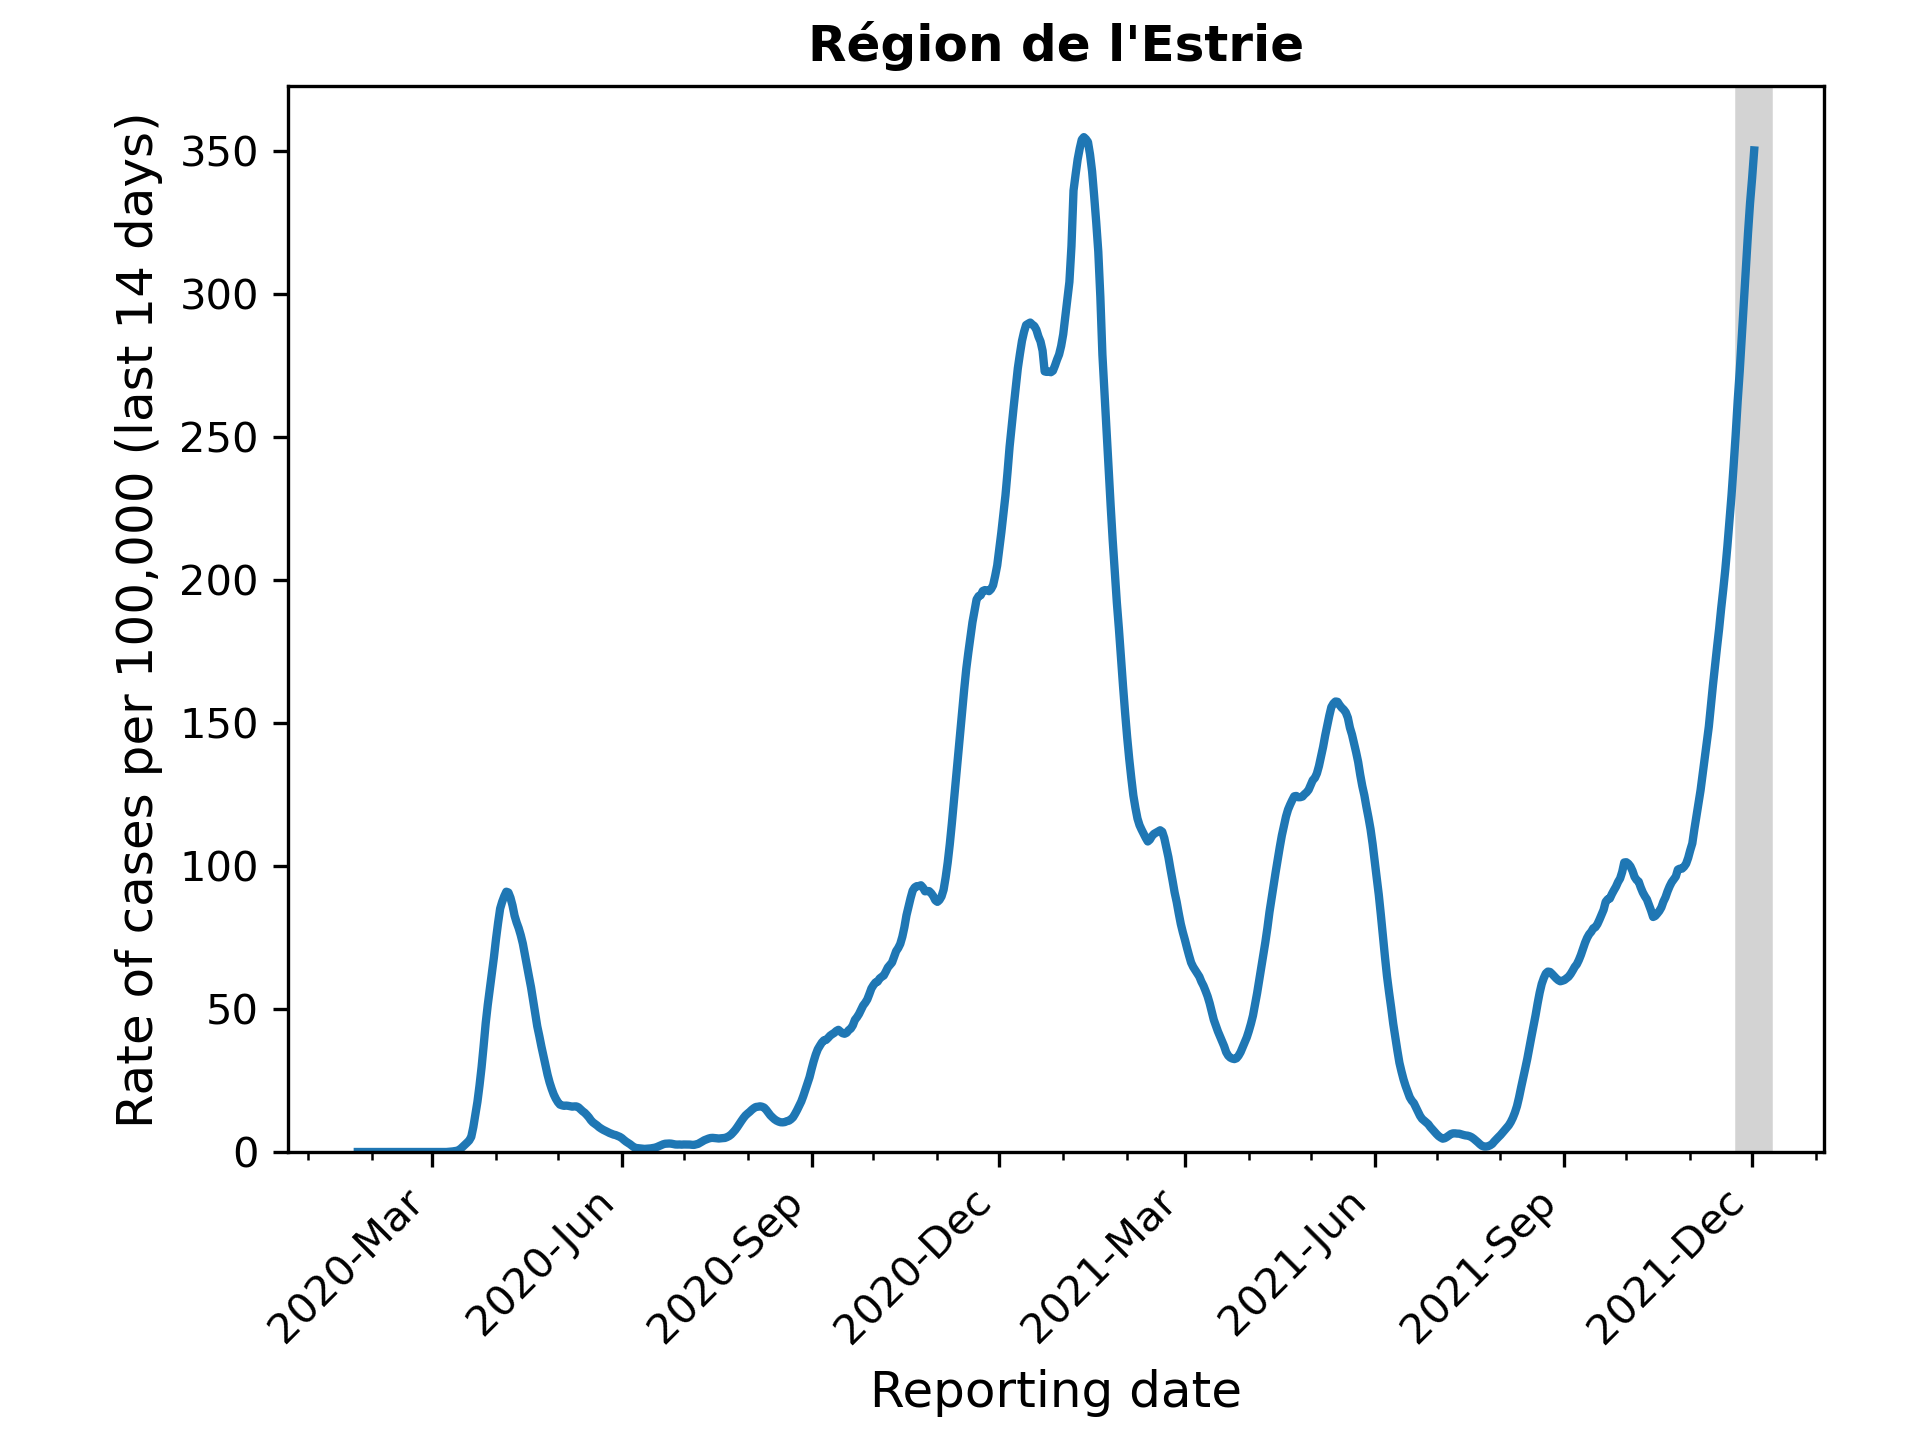 Région de l'Estrie
Rate of cases per 100,000 (last 14 days)
350
300
250
200
150
100
50
0
2020-Mar
2020-Jun
2020-Sep
2020-Dec
2021-Mar
2021-Jun
2021-Sep
2021-Dec
Reporting date